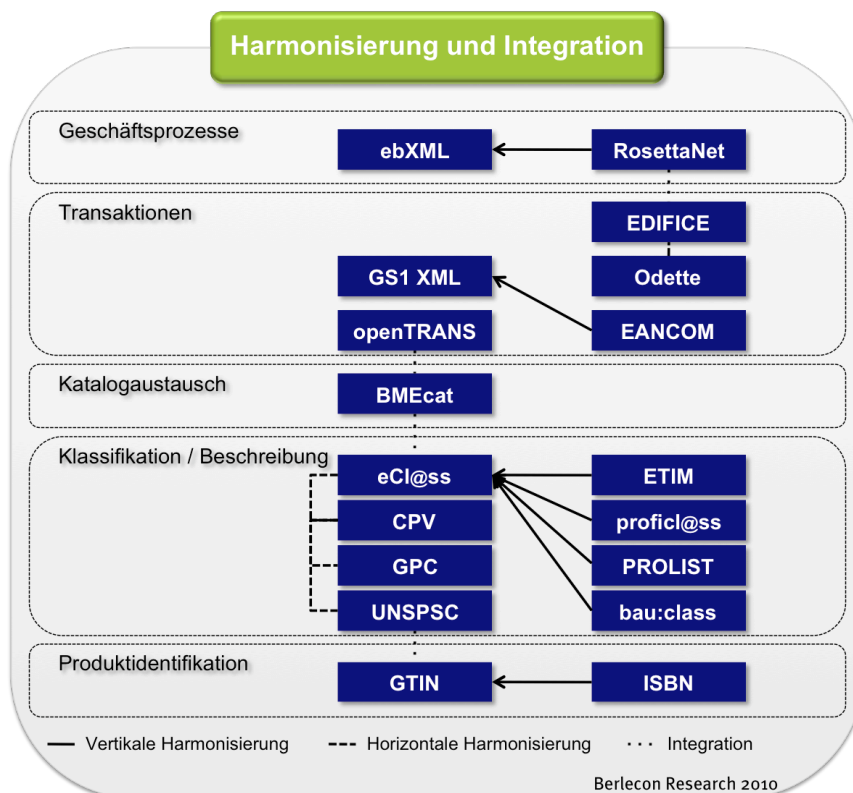 Harmonisierung und Integration
Geschäftsprozesse
ebXML
RosettaNet
Transaktionen
EDIFICE
GS1 XML
Odette
openTRANS
EANCOM
Katalogaustausch
BMEcat
Klassifikation / Beschreibung
eCl@ss
ETIM
CPV
proficl@ss
GPC
PROLIST
UNSPSC
bau:class
Produktidentifikation
GTIN
ISBN
Vertikale Harmonisierung
Horizontale Harmonisierung
Integration
Berlecon Research 2010